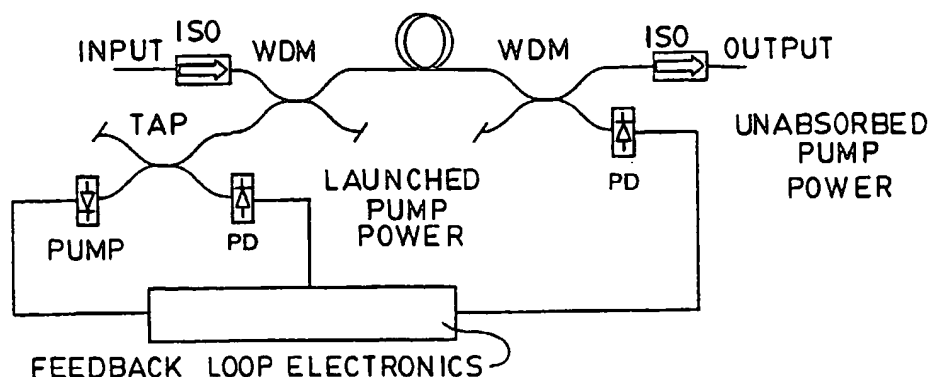 INPUT
ISO
WDM
WDM
ISO
OUTPUT
TAP
PUMP
PD
LAUNCHED
PUMP
POWER
PD
UNABSORBED
PUMP
POWER
FEEDBACK LOOP ELECTRONICS